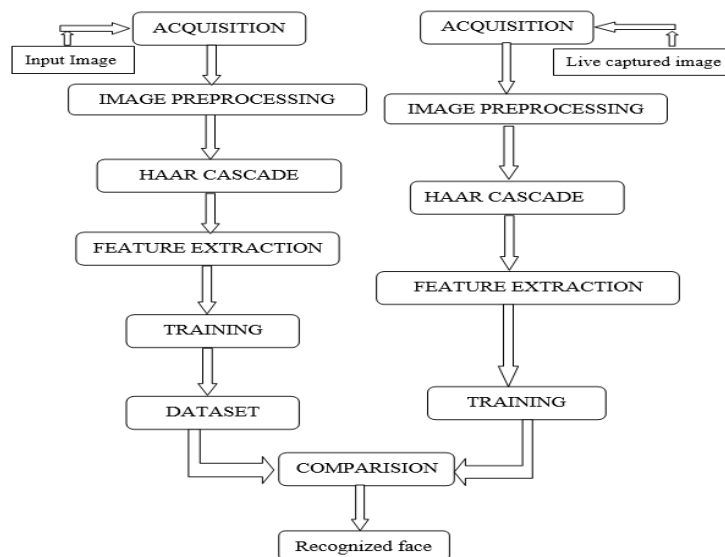 ACQUISITION
Input Image
IMAGE PREPROCESSING
HAAR CASCADE
FEATURE EXTRACTION
TRAINING
DATASET
ACQUISITION
Live captured image
IMAGE PREPROCESSING
HAAR CASCADE
FEATURE EXTRACTION
TRAINING
COMPARISION
Recognized face